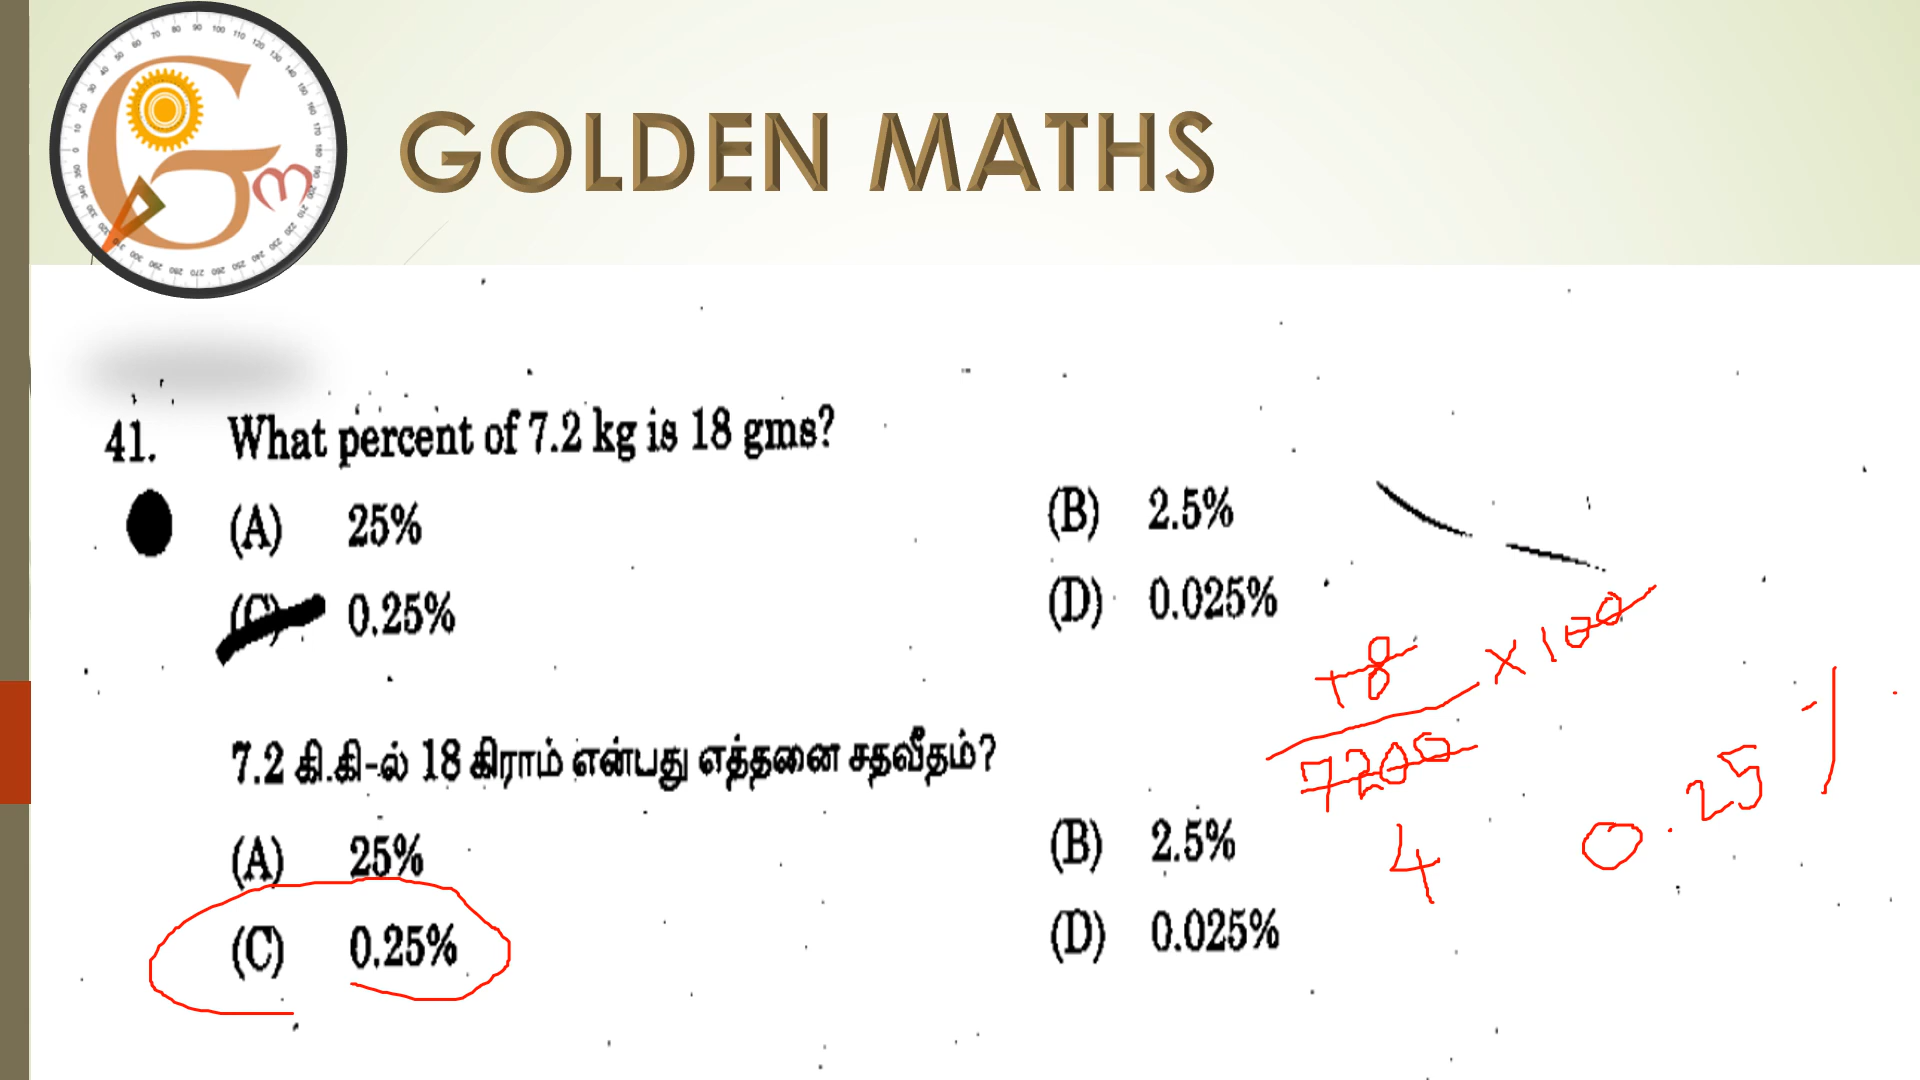 GOLDEN MATHS
41. What percent of 7.2 kg is 18 gms?
(A) 25% (B) 2.5%
(C) 0.25% (D) 0.025%
7.2 கி.கி-ல் 18 கிராம் என்பது எத்தனை சதவீதம்?
(A) 25% (B) 2.5%
(C) 0.25% (D) 0.025%
18 × 100
7200
4
0.25 %